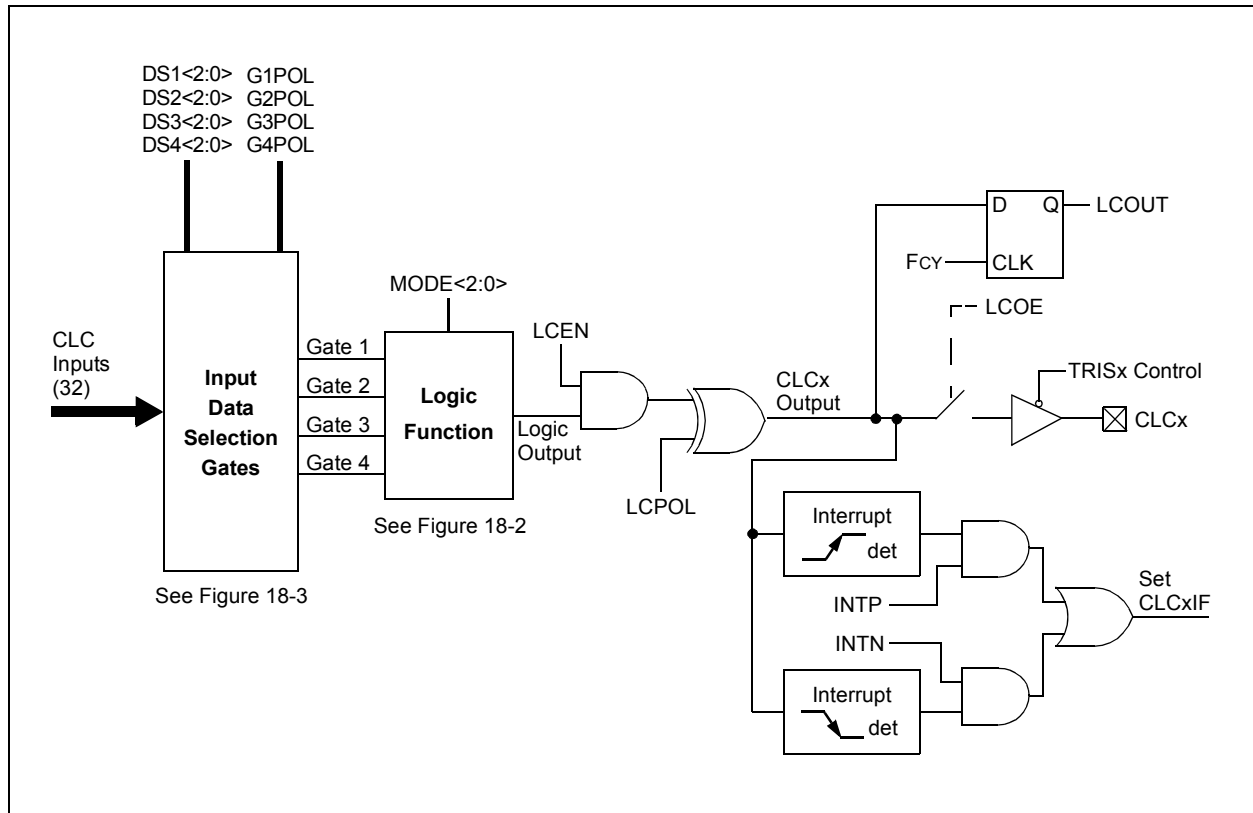 DS1<2:0> G1POL
DS2<2:0> G2POL
DS3<2:0> G3POL
DS4<2:0> G4POL
CLC
Inputs
(32)
Input
Data
Selection
Gates
See Figure 18-3
Gate 1
Gate 2
Gate 3
Gate 4
MODE<2:0>
Logic
Function
See Figure 18-2
Logic
Output
LCEN
LCPOL
CLCx
Output
D Q
CLK
LCOUT
FCY
LCOE
TRISx Control
CLCx
Interrupt
det
INTP
INTN
Interrupt
det
Set
CLCxIF